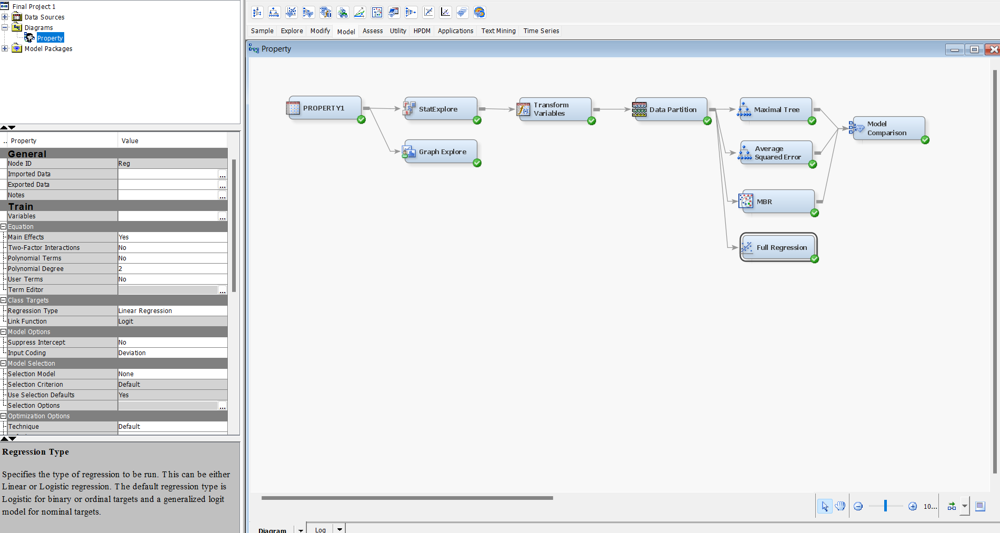 Final Project 1
Data Sources
Diagrams
Property
Model Packages
.. Property Value
General
Node ID Reg
Imported Data ...
Exported Data ...
Notes ...
Train
Variables ...
Equation
Main Effects Yes
Two-Factor Interactions No
Polynomial Terms No
Polynomial Degree 2
User Terms No
Term Editor ...
Class Targets
Regression Type Linear Regression
Link Function Logit
Model Options
Suppress Intercept No
Input Coding Deviation
Model Selection
Selection Model None
Selection Criterion Default
Use Selection Defaults Yes
Selection Options ...
Optimization Options
Technique Default
Regression Type
Specifies the type of regression to be run. This can be either
Linear or Logistic regression. The default regression type is
Logistic for binary or ordinal targets and a generalized logit
model for nominal targets.
Sample Explore Modify Model Assess Utility HPDM Applications Text Mining Time Series
Property
PROPERTY1
StatExplore
Transform
Variables
Data Partition
Maximal Tree
Model
Comparison
Graph Explore
Average
Squared Error
MBR
Full Regression
10...
Diagram Log